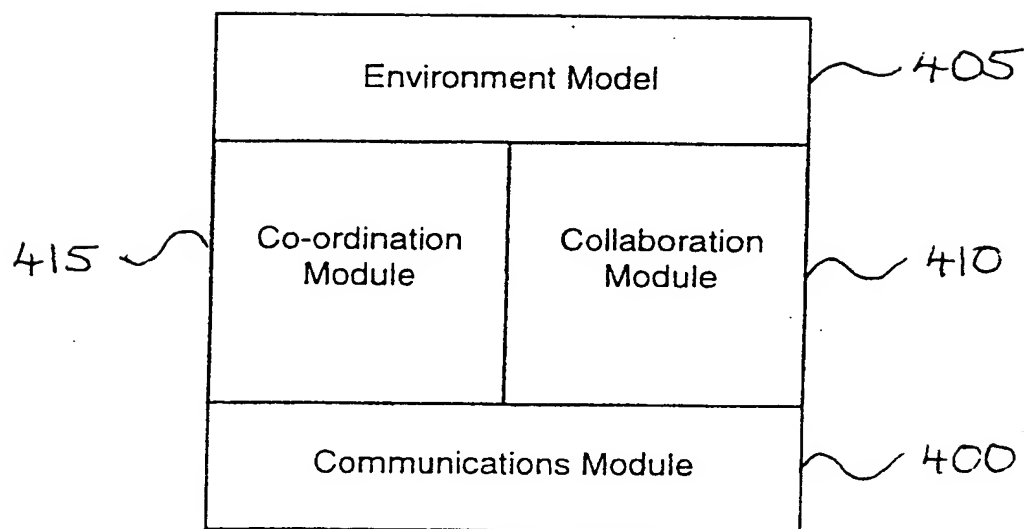 Environment Model
405
415
Co-ordination
Module
Collaboration
Module
410
Communications Module
400